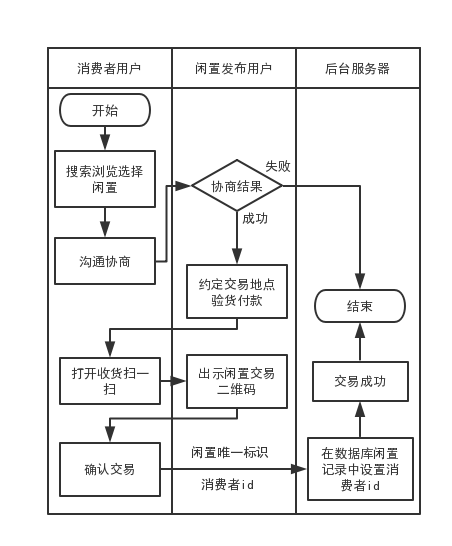 消费者用户
闲置发布用户
后台服务器
开始
搜索浏览选择
闲置
沟通协商
协商结果
失败
成功
约定交易地点
验货付款
打开收货扫一
扫
出示闲置交易
二维码
确认交易
闲置唯一标识
消费者id
在数据库闲置
记录中设置消
费者id
交易成功
结束